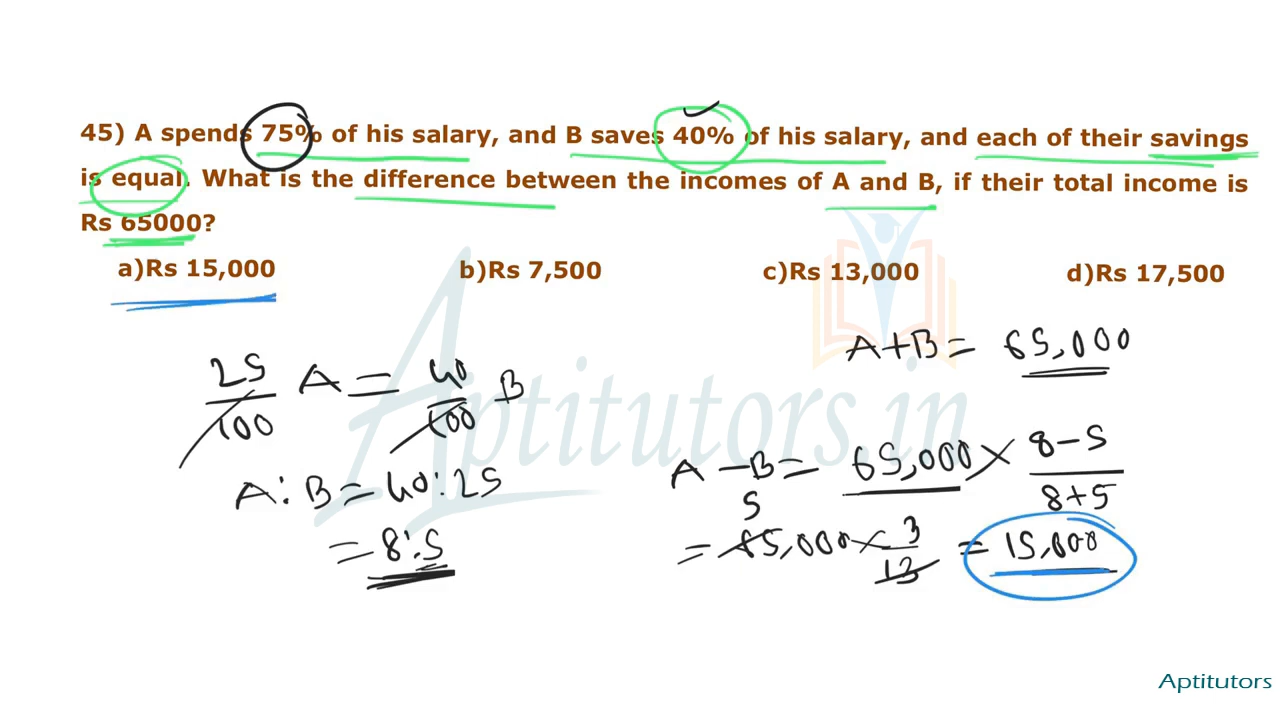 45) A spends 75% of his salary, and B saves 40% of his salary, and each of their savings
is equal. What is the difference between the incomes of A and B, if their total income is
Rs 65000?
a)Rs 15,000 b)Rs 7,500 c)Rs 13,000 d)Rs 17,500
25/100 A = 40/100 B
A : B = 40 : 25
= 8 : 5
A+B = 65,000
A - B = 65,000 × 8-5/8+5
5
= 65,000 × 3/13 = 15,000
Aptitutors.in
Aptitutors